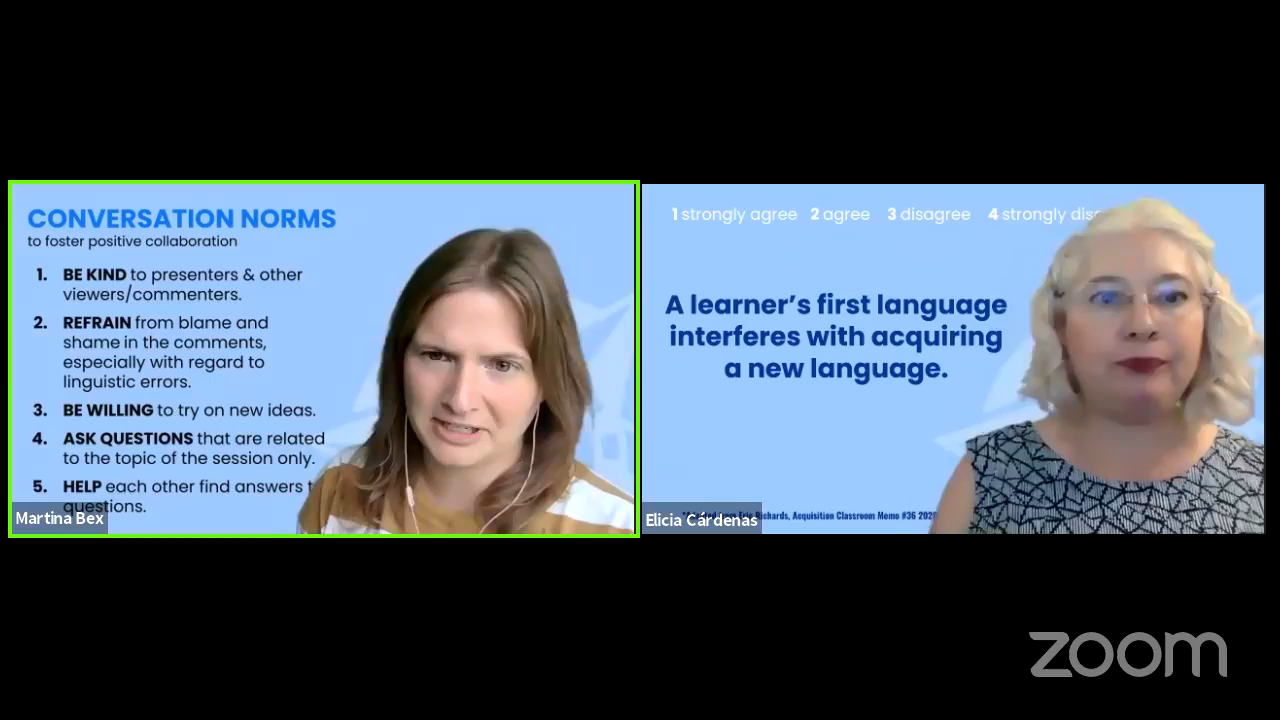 CONVERSATION NORMS
to foster positive collaboration
1. BE KIND to presenters & other
viewers/commenters.
2. REFRAIN from blame and
shame in the comments,
especially with regard to
linguistic errors.
3. BE WILLING to try on new ideas.
4. ASK QUESTIONS that are related
to the topic of the session only.
5. HELP each other find answers
questions.
Martina Bex
1 strongly agree 2 agree 3 disagree 4 strongly
A learner's first language
interferes with acquiring
a new language.
Richards, Acquisition Classroom Memo #36
Elicia Cárdenas
zoom